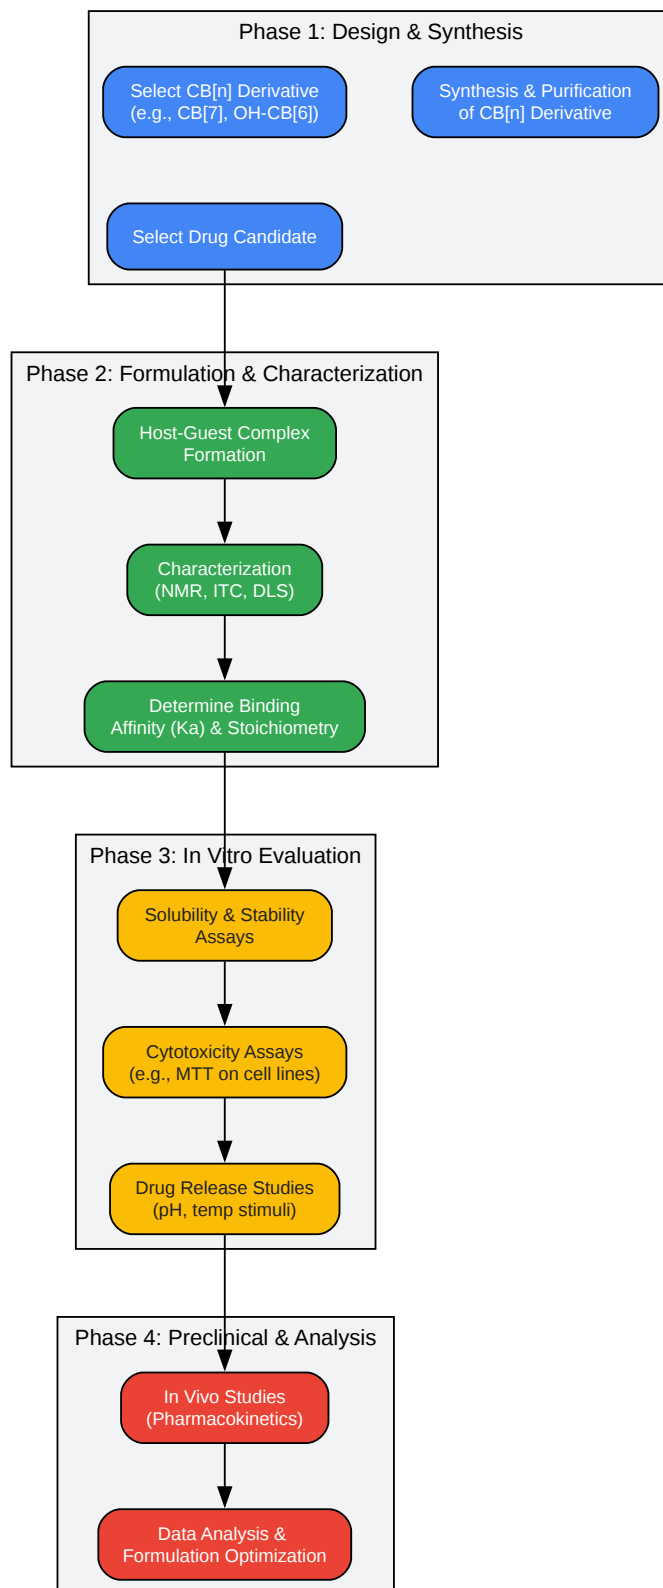 Phase 1: Design & Synthesis
Select CB[n] Derivative
(e.g., CB[7], OH-CB[6])
Synthesis & Purification
of CB[n] Derivative
Select Drug Candidate
Phase 2: Formulation & Characterization
Host-Guest Complex
Formation
Characterization
(NMR, ITC, DLS)
Determine Binding
Affinity (Ka) & Stoichiometry
Phase 3: In Vitro Evaluation
Solubility & Stability
Assays
Cytotoxicity Assays
(e.g., MTT on cell lines)
Drug Release Studies
(pH, temp stimuli)
Phase 4: Preclinical & Analysis
In Vivo Studies
(Pharmacokinetics)
Data Analysis &
Formulation Optimization